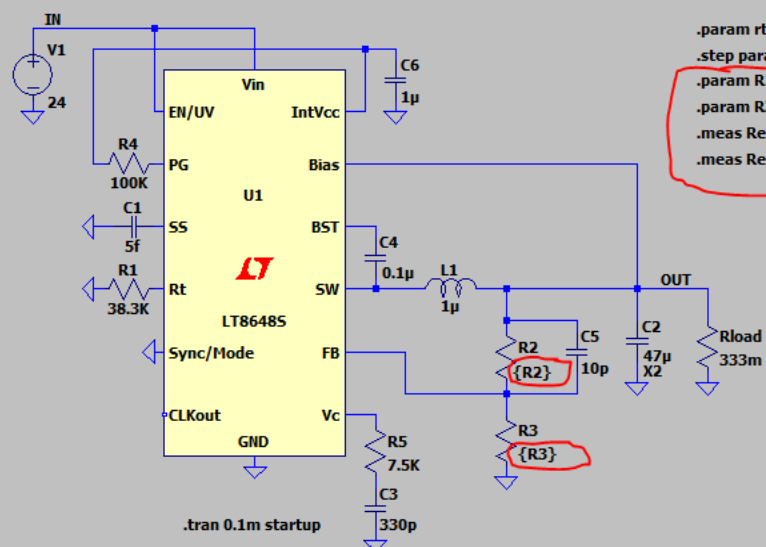 IN
V1
24
C6
1µ
Vin
EN/UV
IntVcc
R4
100K
PG
Bias
U1
C1
5f
SS
BST
C4
0.1µ
R1
38.3K
Rt
SW
L1
1µ
OUT
LT8648S
Sync/Mode
FB
R2
{R2}
C5
10p
C2
47µ
X2
Rload
333m
CLKout
Vc
R3
{R3}
GND
R5
7.5K
C3
330p
.tran 0.1m startup
.param
.step
.param
.param
.meas
.meas